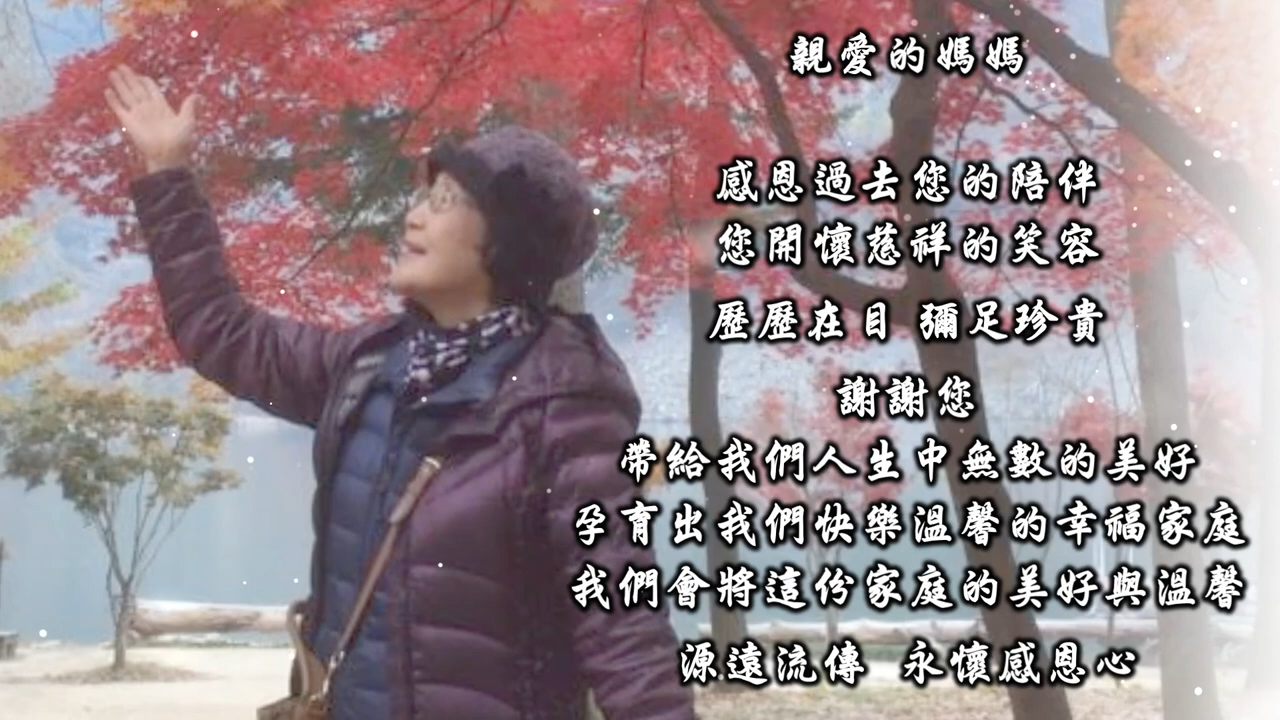 親愛的媽媽
感恩過去您的陪伴
您開懷慈祥的笑容
歷歷在目 彌足珍貴
謝謝您
帶給我們人生中無數的美好
孕育出我們快樂溫馨的幸福家庭
我們會將這份家庭的美好與溫馨
源遠流傳 永懷感恩心